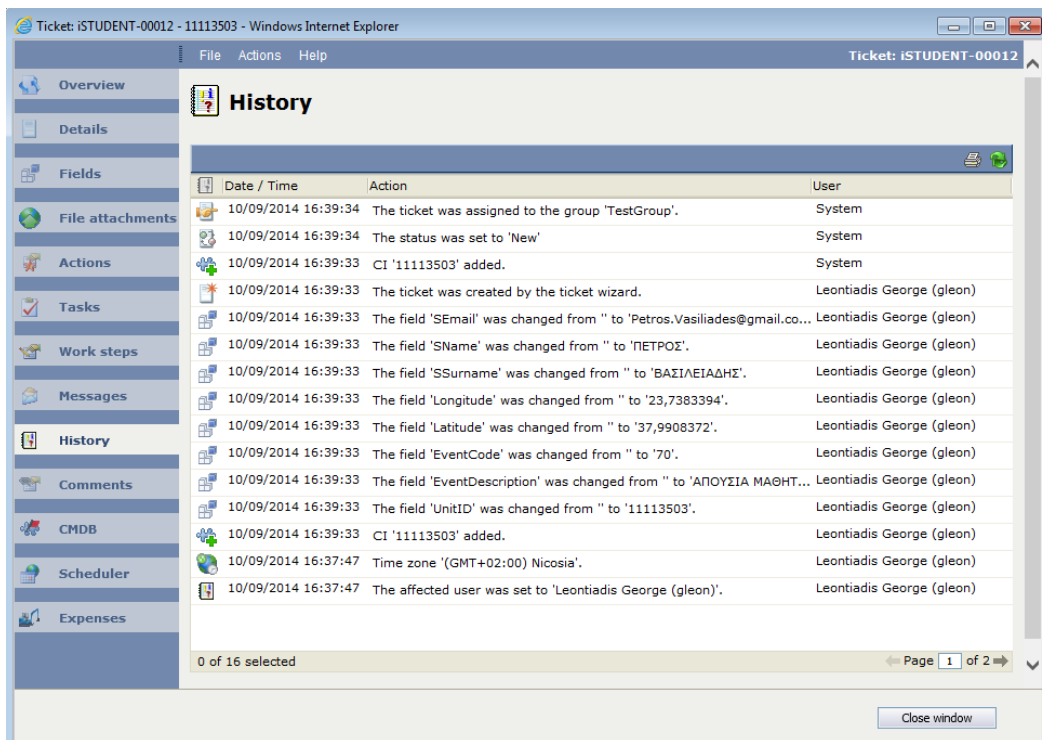 Ticket: iSTUDENT-00012 - 11113503 - Windows Internet Explorer
File Actions Help Ticket: iSTUDENT-00012
Overview
Details
Fields
File attachments
Actions
Tasks
Work steps
Messages
History
Comments
CMDB
Scheduler
Expenses
History
Date / Time Action User
10/09/2014 16:39:34 The ticket was assigned to the group 'TestGroup'. System
10/09/2014 16:39:34 The status was set to 'New' System
10/09/2014 16:39:33 CI '11113503' added. System
10/09/2014 16:39:33 The ticket was created by the ticket wizard. Leontiadis George (gleon)
10/09/2014 16:39:33 The field 'SEmail' was changed from '' to 'Petros.Vasiliades@gmail.co... Leontiadis George (gleon)
10/09/2014 16:39:33 The field 'SName' was changed from '' to 'ΠΕΤΡΟΣ'. Leontiadis George (gleon)
10/09/2014 16:39:33 The field 'SSurname' was changed from '' to 'ΒΑΣΙΛΕΙΑΔΗΣ'. Leontiadis George (gleon)
10/09/2014 16:39:33 The field 'Longitude' was changed from '' to '23,7383394'. Leontiadis George (gleon)
10/09/2014 16:39:33 The field 'Latitude' was changed from '' to '37,9908372'. Leontiadis George (gleon)
10/09/2014 16:39:33 The field 'EventCode' was changed from '' to '70'. Leontiadis George (gleon)
10/09/2014 16:39:33 The field 'EventDescription' was changed from '' to 'ΑΠΟΥΣΙΑ ΜΑΘΗΤ... Leontiadis George (gleon)
10/09/2014 16:39:33 The field 'UnitID' was changed from '' to '11113503'. Leontiadis George (gleon)
10/09/2014 16:39:33 CI '11113503' added. Leontiadis George (gleon)
10/09/2014 16:37:47 Time zone '(GMT+02:00) Nicosia'. Leontiadis George (gleon)
10/09/2014 16:37:47 The affected user was set to 'Leontiadis George (gleon)'. Leontiadis George (gleon)
0 of 16 selected Page 1 of 2
Close window